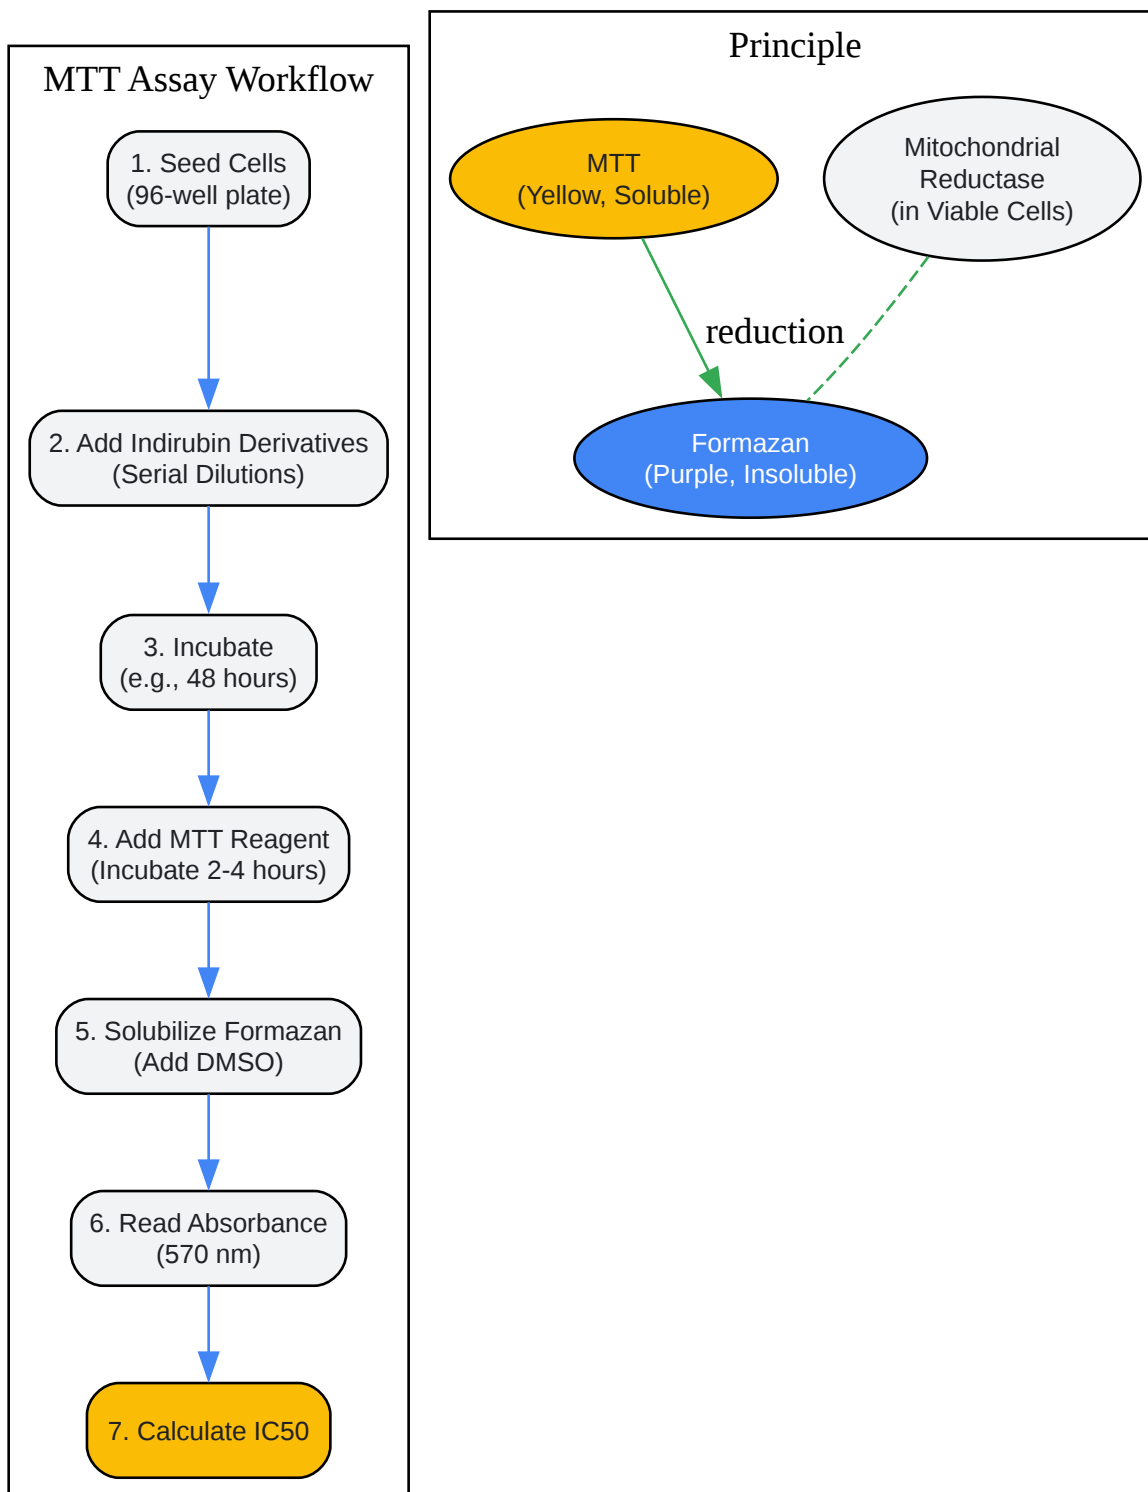 MTT Assay Workflow
1. Seed Cells
(96-well plate)
2. Add Indirubin Derivatives
(Serial Dilutions)
3. Incubate
(e.g., 48 hours)
4. Add MTT Reagent
(Incubate 2-4 hours)
5. Solubilize Formazan
(Add DMSO)
6. Read Absorbance
(570 nm)
7. Calculate IC50
Principle
MTT
(Yellow, Soluble)
Mitochondrial
Reductase
(in Viable Cells)
reduction
Formazan
(Purple, Insoluble)